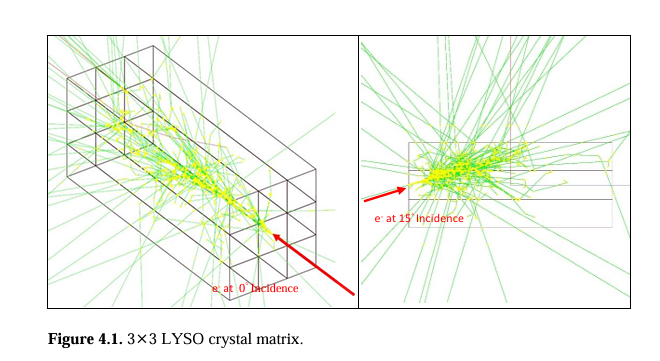 e⁻ at 0° Incidence
e⁻ at 15° Incidence
Figure 4.1. 3×3 LYSO crystal matrix.